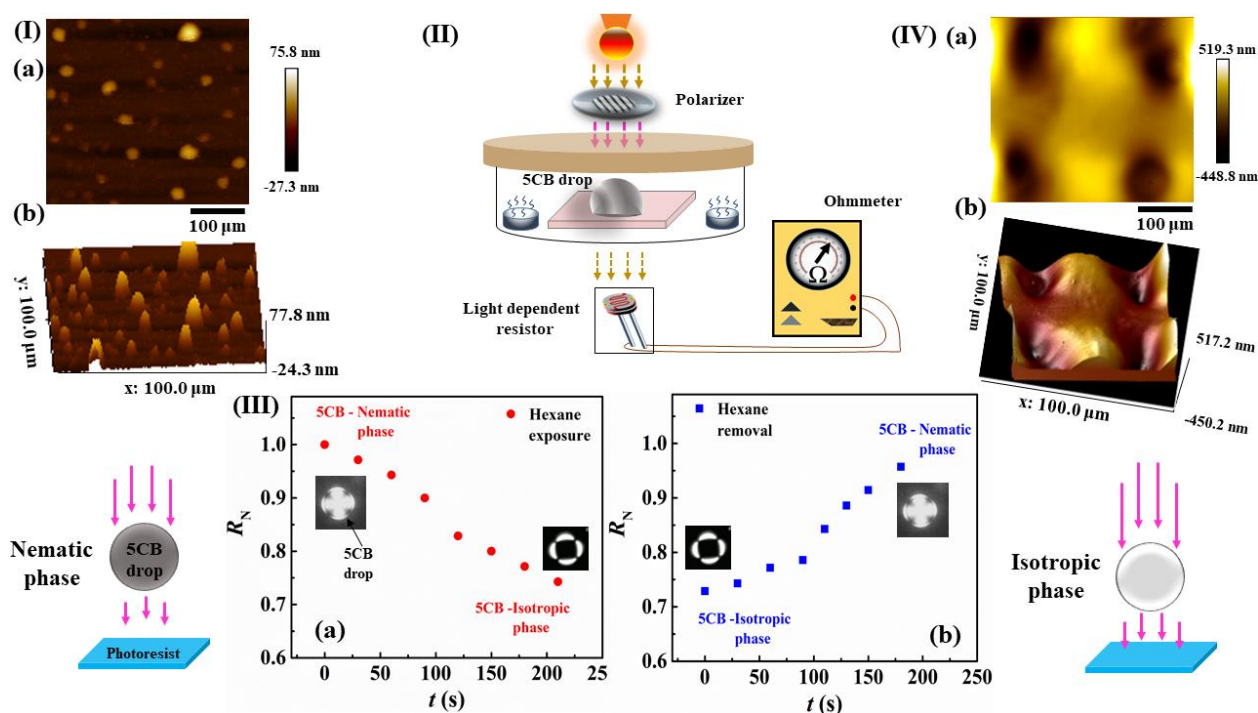 (I)
(a)
75.8 nm
-27.3 nm
100 µm
(b)
y: 100.0 µm
77.8 nm
-24.3 nm
x: 100.0 µm
(II)
Polarizer
5CB drop
Ohmmeter
Ω
Light dependent
resistor
(IV) (a)
519.3 nm
-448.8 nm
100 µm
(b)
y: 100.0 µm
517.2 nm
-450.2 nm
x: 100.0 µm
Nematic
phase
5CB
drop
Photoresist
(III)
5CB - Nematic
phase
Hexane
exposure
1.0
0.9
0.8
0.7
0.6
R_N
5CB
drop
5CB -Isotropic
phase
(a)
0 50 100 150 200 25
t (s)
Hexane
removal
5CB - Nematic
phase
1.0
0.9
0.8
0.7
0.6
R_N
5CB -Isotropic
phase
(b)
0 50 100 150 200 250
t (s)
Isotropic
phase